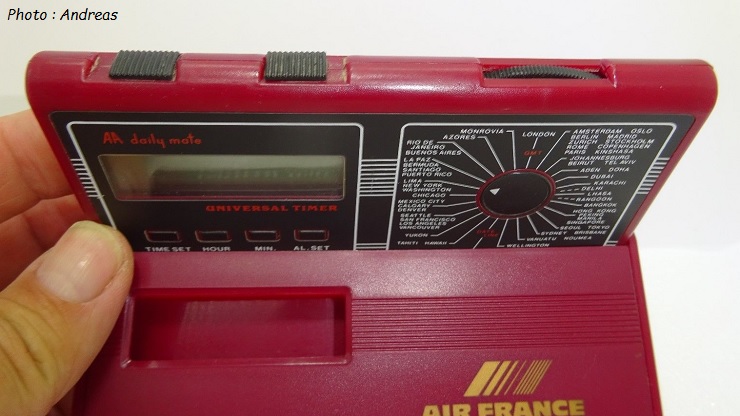 Photo : Andreas
daily mate
UNIVERSAL TIMER
TIME SET HOUR MIN. AL. SET
MONROVIA
AZORES
RIO DE
JANEIRO
BUENOS AIRES
LA PAZ
BERMUDA
SANTIAGO
PUERTO RICO
LIMA
NEW YORK
WASHINGTON
CHICAGO
MEXICO CITY
CALGARY
DENVER
SEATTLE
SAN FRANCISCO
LOS ANGELES
VANCOUVER
YUKON
TAHITI HAWAII
LONDON
GMT
AMSTERDAM OSLO
BERLIN MADRID
ZURICH STOCKHOLM
ROME COPENHAGEN
PARIS KINSHASA
JOHANNESBURG
BEIRUT TEL AVIV
ADEN DOHA
DUBAI
KARACHI
DELHI
LHASA
RANGOON
BANGKOK
HONG KONG
PEKING
MANILA
SINGAPORE
SEOUL TOKYO
SYDNEY BRISBANE
VANUATU NOUMEA
WELLINGTON
AIR FRANCE